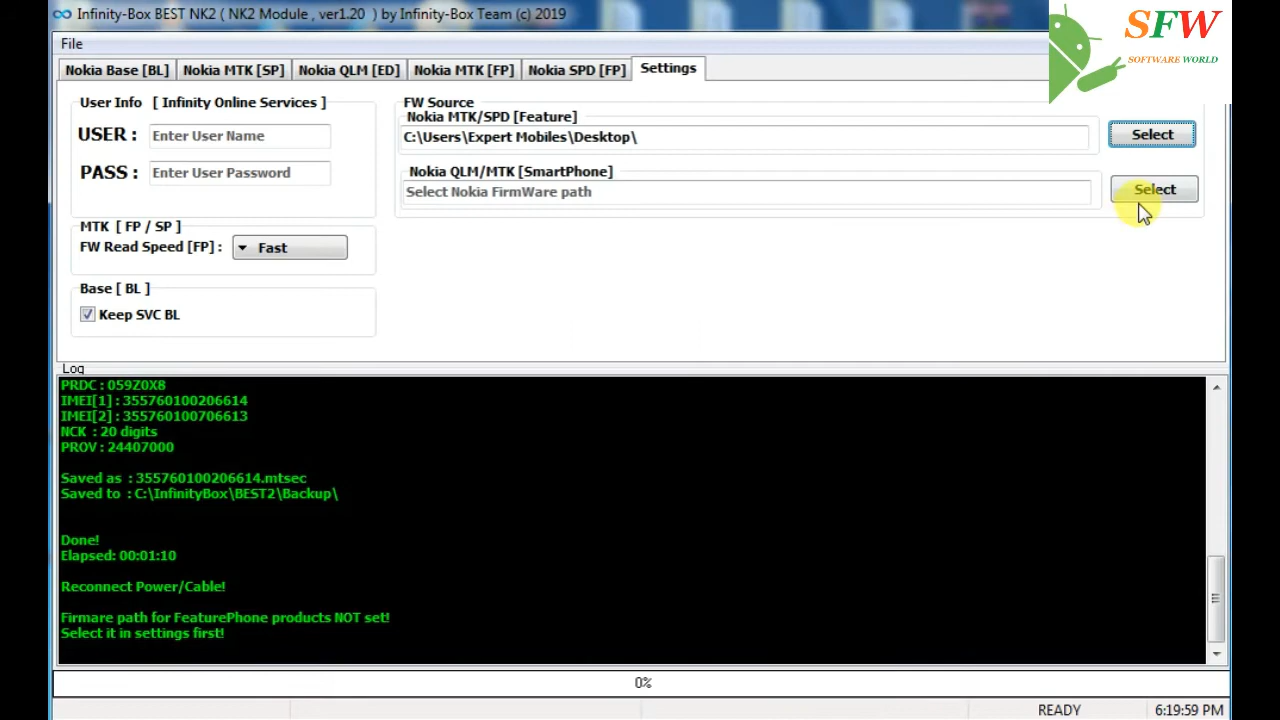 Infinity-Box BEST NK2 ( NK2 Module , ver1.20 ) by Infinity-Box Team (c) 2019
SFW
SOFTWARE WORLD
File
Nokia Base [BL] Nokia MTK [SP] Nokia QLM [ED] Nokia MTK [FP] Nokia SPD [FP] Settings
User Info [ Infinity Online Services ]
USER : Enter User Name
PASS : Enter User Password
FW Source
Nokia MTK/SPD [Feature]
C:\Users\Expert Mobiles\Desktop\ Select
Nokia QLM/MTK [SmartPhone]
Select Nokia FirmWare path Select
MTK [ FP / SP ]
FW Read Speed [FP] : Fast
Base [ BL ]
Keep SVC BL
Log
PRDC : 059Z0X8
IMEI[1] : 355760100206614
IMEI[2] : 355760100706613
NCK : 20 digits
PROV : 24407000
Saved as : 355760100206614.mtsec
Saved to : C:\InfinityBox\BEST2\Backup\
Done!
Elapsed: 00:01:10
Reconnect Power/Cable!
Firmare path for FeaturePhone products NOT set!
Select it in settings first!
0%
READY 6:19:59 PM